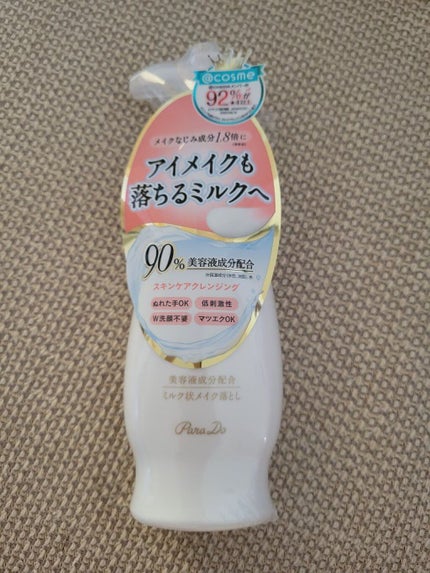 @cosme
92%が
メイクなじみ成分1.8倍に
アイメイクも
落ちるミルクへ
90%美容液成分配合
スキンケアクレンジング
ぬれた手OK 低刺激性
W洗顔不要 マツエクOK
美容液成分配合
ミルク状メイク落とし
ParaDo